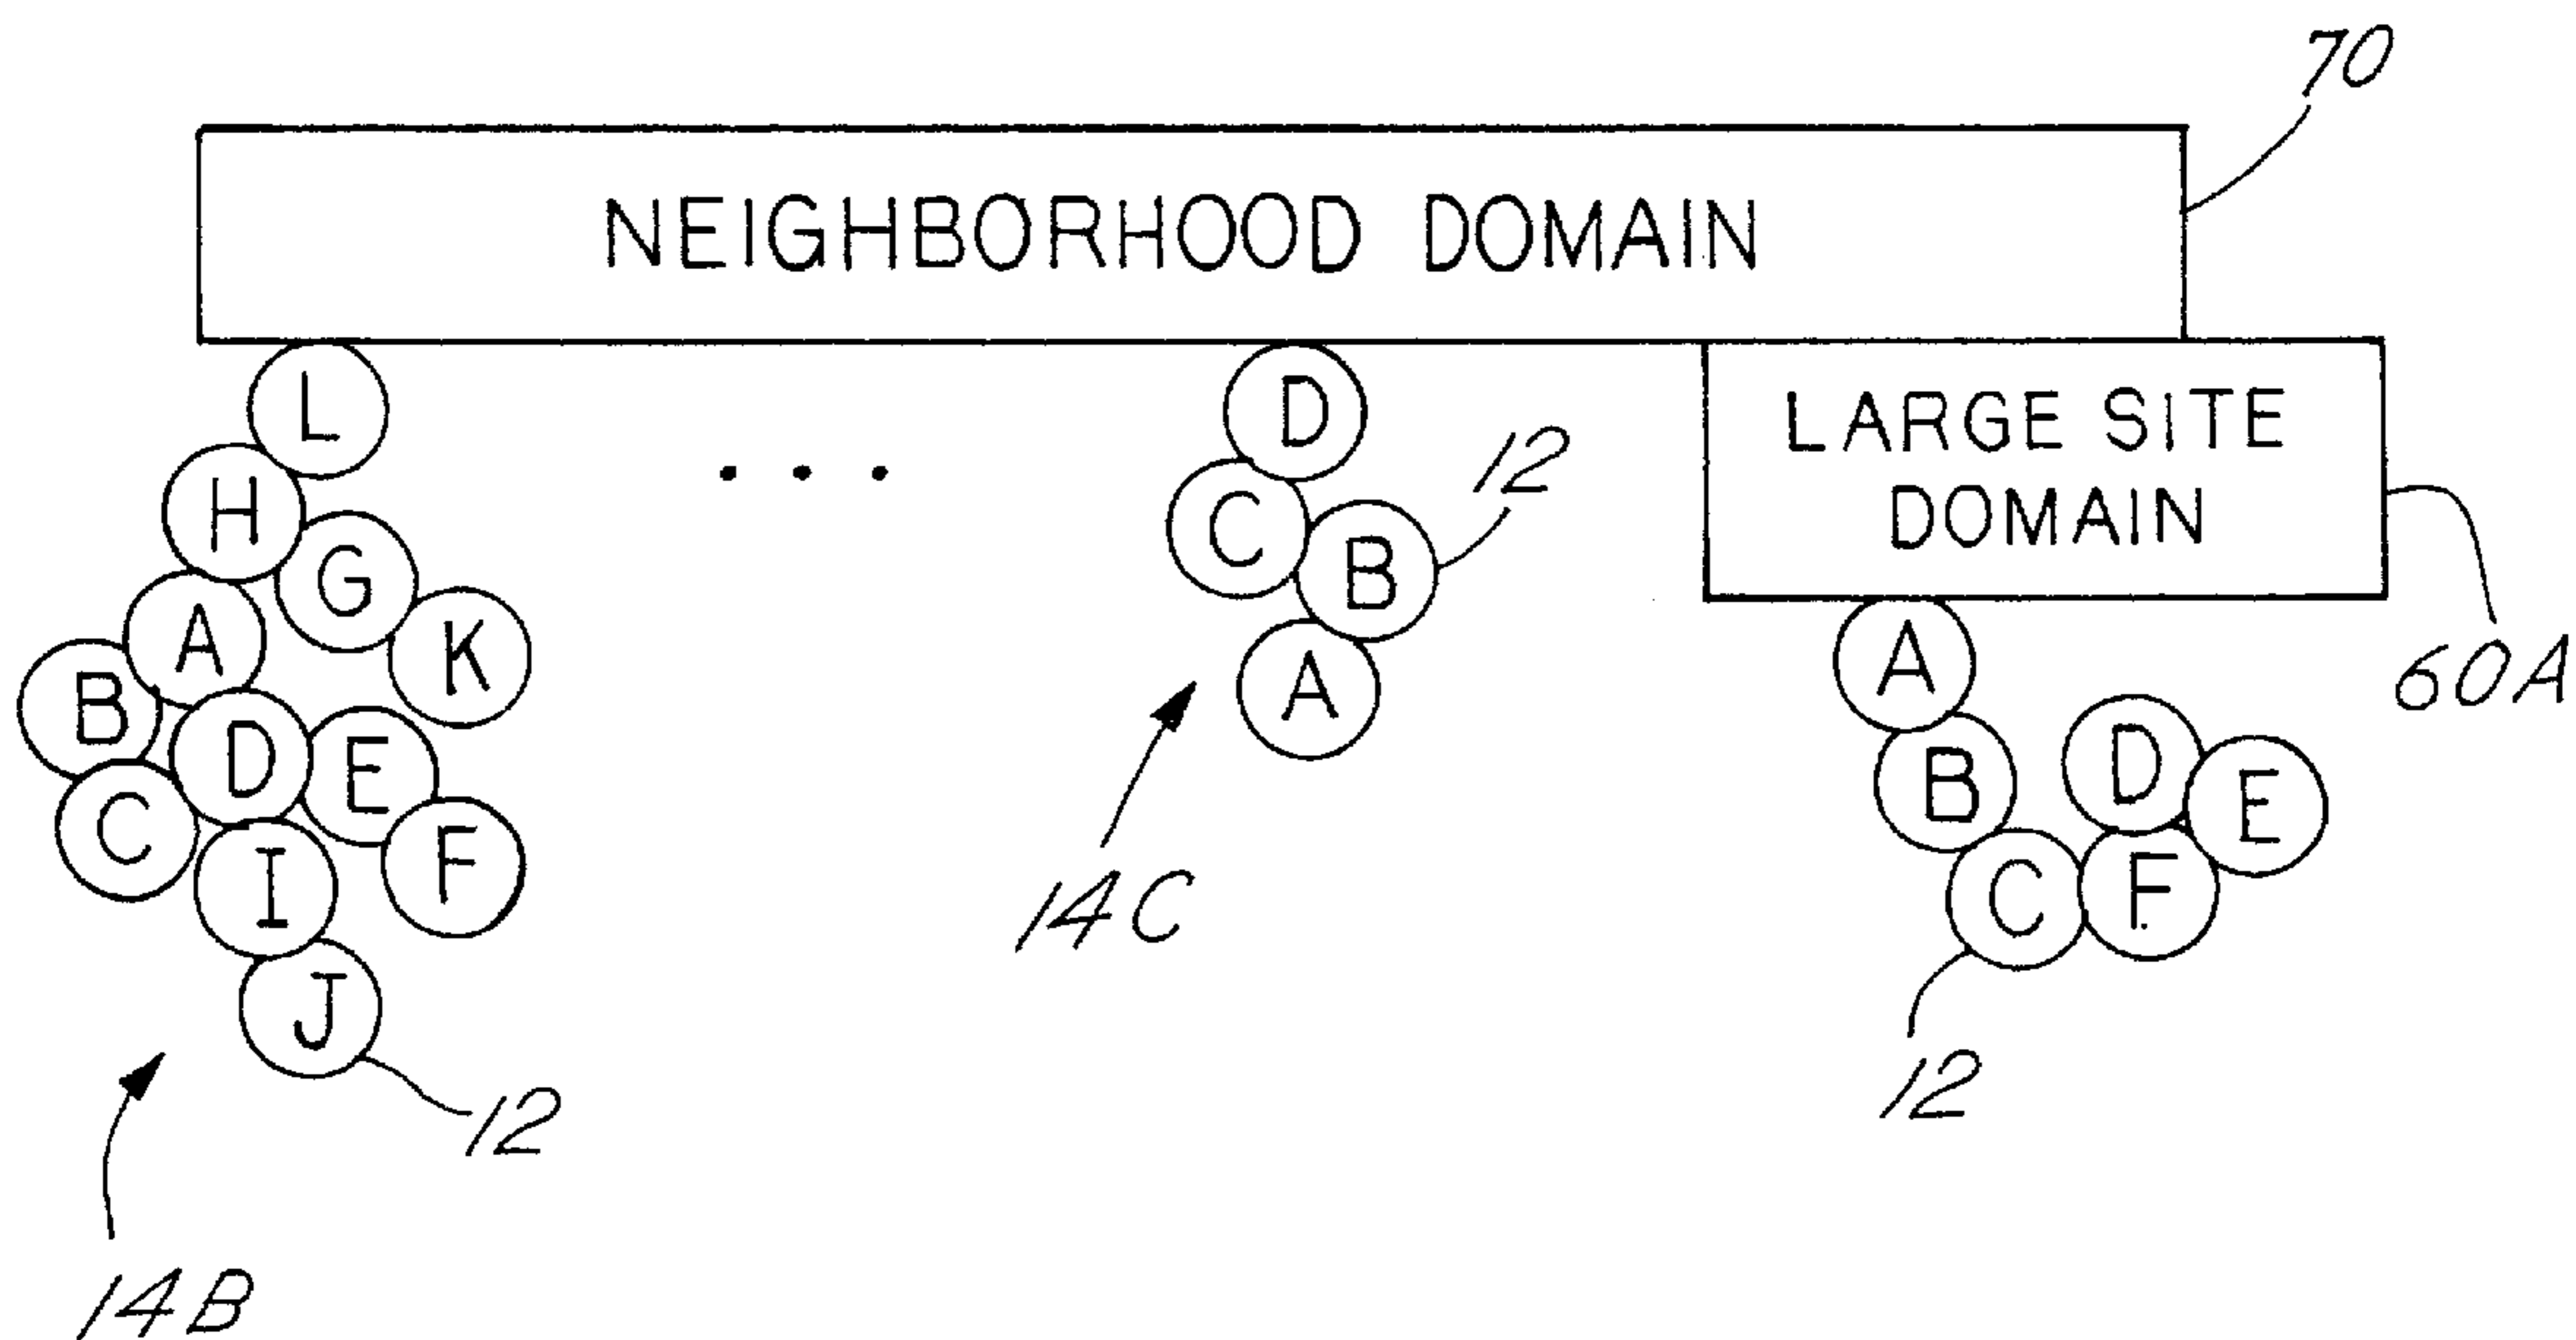 70
NEIGHBORHOOD DOMAIN
L
H
G
A
K
B
D
E
C
I
F
J
12
14B
. . .
D
C
B
12
A
14C
LARGE SITE
DOMAIN
60A
A
B
D
E
C
F
12